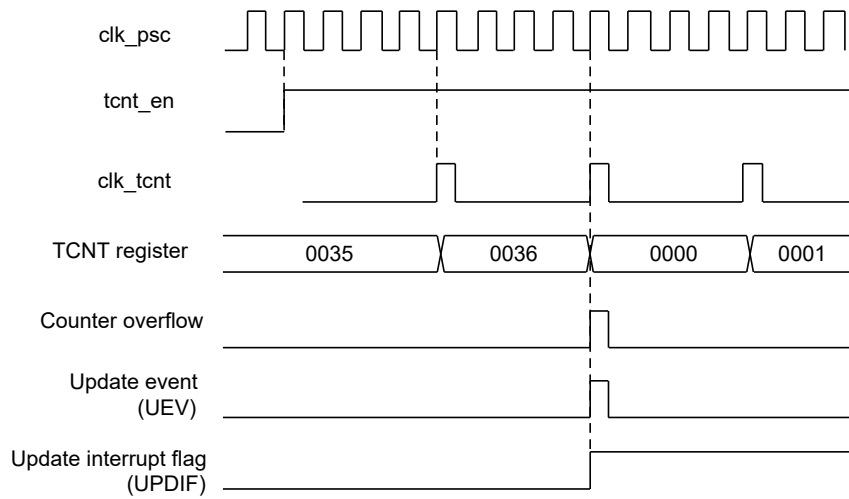 clk_psc
tcnt_en
clk_tcnt
TCNT register
0035
0036
0000
0001
Counter overflow
Update event
(UEV)
Update interrupt flag
(UPDIF)